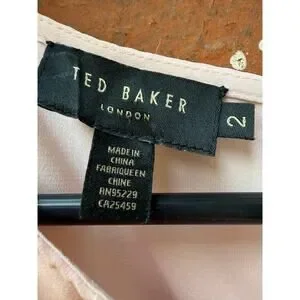 TED BAKER
LONDON
2
MADE IN
CHINA
FABRIQUEEN
CHINE
RN95229
CA25459